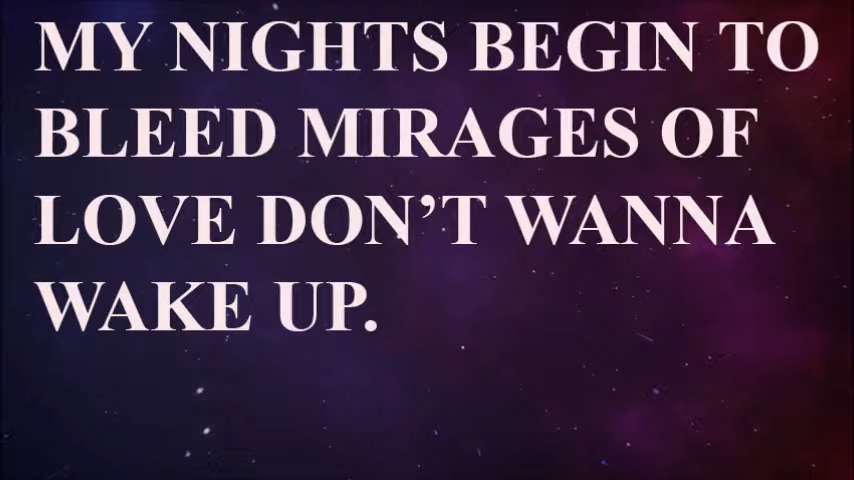 MY NIGHTS BEGIN TO
BLEED MIRAGES OF
LOVE DON’T WANNA
WAKE UP.